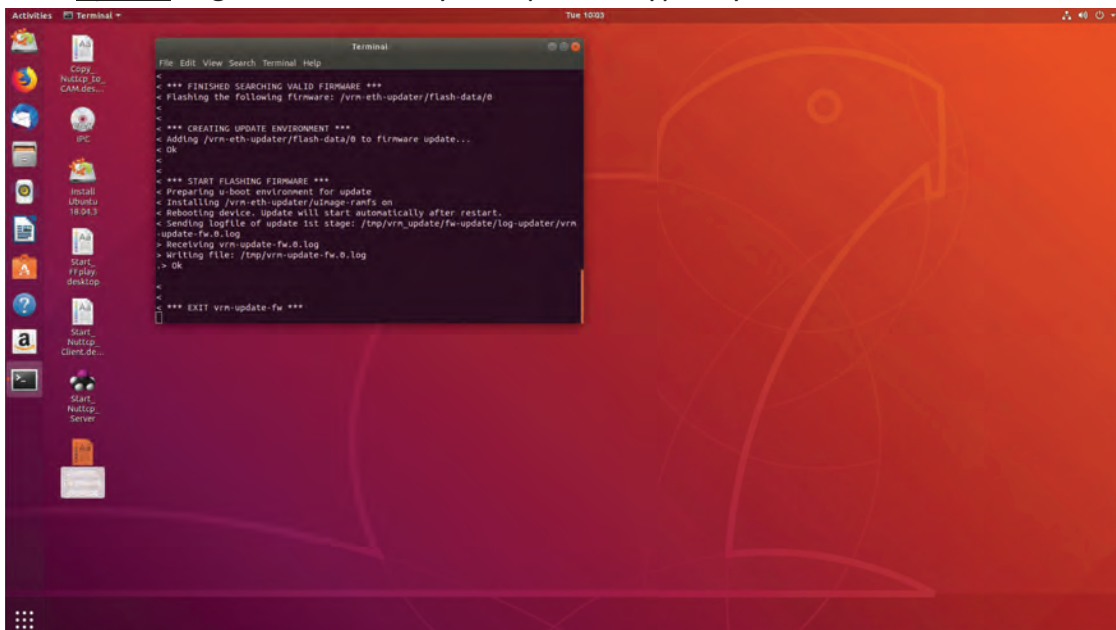 Activities Terminal
Tue 10:03
Copy_
Nuttcp_to_
CAM.des...
IPC
Install
Ubuntu
18.04.3
Start_
FFplay.
desktop
Start_
Nuttcp_
Client.de...
Start_
Nuttcp_
Server
Terminal
File Edit View Search Terminal Help
<
< *** FINISHED SEARCHING VALID FIRMWARE ***
< Flashing the following firmware: /vrm-eth-updater/flash-data/0
<
<
< *** CREATING UPDATE ENVIRONMENT ***
< Adding /vrm-eth-updater/flash-data/0 to firmware update...
< Ok
<
<
< *** START FLASHING FIRMWARE ***
< Preparing u-boot environment for update
< Installing /vrm-eth-updater/uImage-ramfs on
< Rebooting device. Update will start automatically after restart.
< Sending logfile of update 1st stage: /tmp/vrm_update/fw-update/log-updater/vrm
-update-fw.0.log
> Receiving vrm-update-fw.0.log
> Writing file: /tmp/vrm-update-fw.0.log
.> Ok
<
<
< *** EXIT vrm-update-fw ***